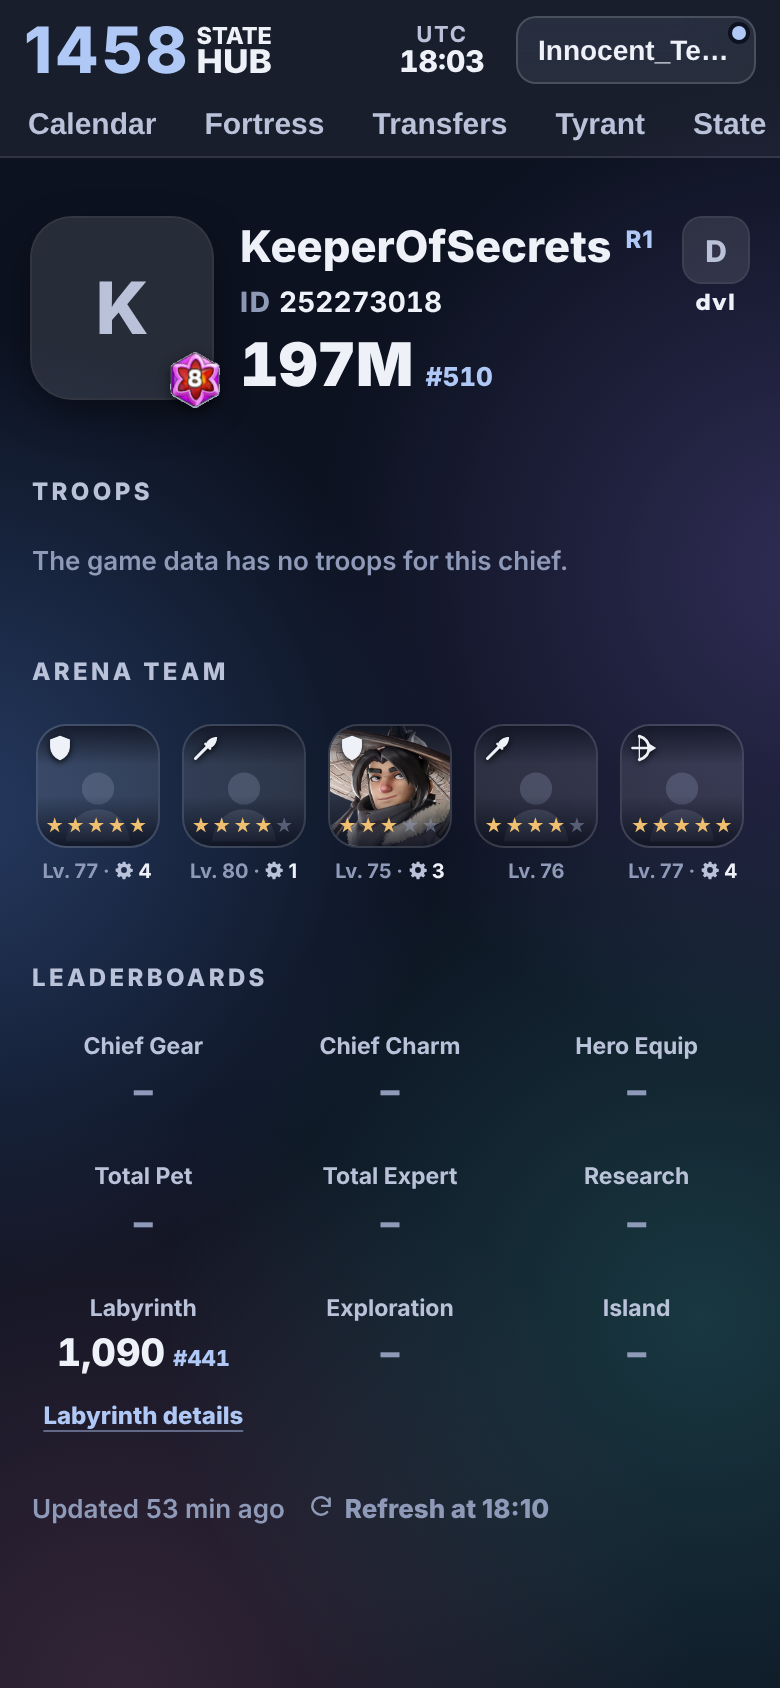 1458 STATE HUB
UTC
18:03
Innocent_Te...
Calendar Fortress Transfers Tyrant State
K
8
KeeperOfSecrets R1
ID 252273018
197M #510
D
dvl
TROOPS
The game data has no troops for this chief.
ARENA TEAM
Lv. 77 · 4
Lv. 80 · 1
Lv. 75 · 3
Lv. 76
Lv. 77 · 4
LEADERBOARDS
Chief Gear
–
Chief Charm
–
Hero Equip
–
Total Pet
–
Total Expert
–
Research
–
Labyrinth
1,090 #441
Labyrinth details
Exploration
–
Island
–
Updated 53 min ago Refresh at 18:10